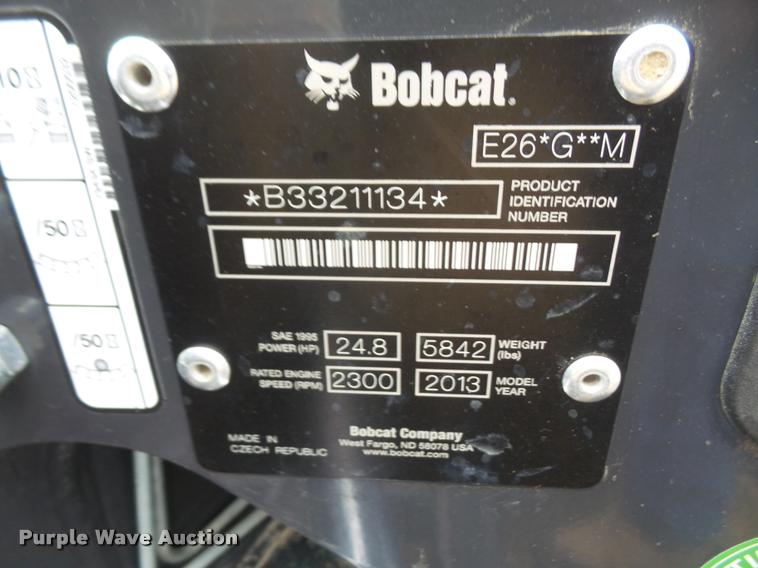 Bobcat.
E26*G**M
*B33211134*
PRODUCT
IDENTIFICATION
NUMBER
SAE 1995
POWER (HP)
24.8
5842
WEIGHT
(lbs)
RATED ENGINE
SPEED (RPM)
2300
2013
MODEL
YEAR
Bobcat Company
West Fargo, ND 58078 USA
www.bobcat.com
MADE IN
CZECH REPUBLIC
/50
/50
Purple Wave Auction